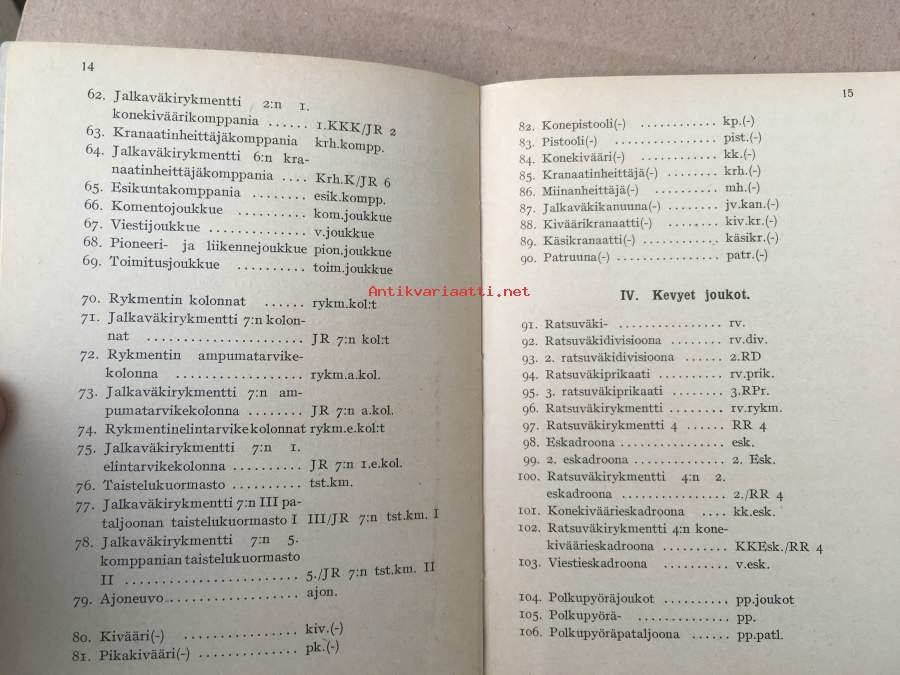 14
62. Jalkaväkirykmentti 2:n 1.
konekiväärikomppania ...... 1.KKK/JR 2
63. Kranaatinheittäjäkomppania krh.kompp.
64. Jalkaväkirykmentti 6:n kra-
naatinheittäjäkomppania .... Krh.K/JR 6
65. Esikuntakomppania ........ esik.kompp.
66. Komentojoukkue .......... kom.joukkue
67. Viestijoukkue .............. v.joukkue
68. Pioneeri- ja liikennejoukkue pion.joukkue
69. Toimitusjoukkue .......... toim.joukkue
70. Rykmentin kolonnat ...... rykm.kol:t
71. Jalkaväkirykmentti 7:n kolon-
nat .................... JR 7:n kol:t
72. Rykmentin ampumatarvike-
kolonna ................ rykm.a.kol.
73. Jalkaväkirykmentti 7:n am-
pumatarvikekolonna ........ JR 7:n a.kol.
74. Rykmentinelintarvikekolonnat rykm.e.kol:t
75. Jalkaväkirykmentti 7:n 1.
elintarvikekolonna .......... JR 7:n 1.e.kol.
76. Taistelukuormasto .......... tst.km.
77. Jalkaväkirykmentti 7:n III pa-
taljoonan taistelukuormasto I III/JR 7:n tst.km. I
78. Jalkaväkirykmentti 7:n 5.
komppanian taistelukuormasto
II ...................... 5./JR 7:n tst.km. II
79. Ajoneuvo .................. ajon.
80. Kivääri(-) ................ kiv.(-)
81. Pikakivääri(-) .............. pk.(-)
15
82. Konepistooli(-) ............ kp.(-)
83. Pistooli(-) ................ pist.(-)
84. Konekivääri(-) ............ kk.(-)
85. Kranaatinheittäjä(-) ........ krh.(-)
86. Miinanheittäjä(-) .......... mh.(-)
87. Jalkaväkikanuuna(-) ........ jv.kan.(-)
88. Kiväärikranaatti(-) ........ kiv.kr.(-)
89. Käsikranaatti(-) ............ käsikr.(-)
90. Patruuna(-) ................ patr.(-)
Antikvariaatti.net
IV. Kevyet joukot.
91. Ratsuväki- ................ rv.
92. Ratsuväkidivisioona ........ rv.div.
93. 2. ratsuväkidivisioona ...... 2.RD
94. Ratsuväkiprikaati .......... rv.prik.
95. 3. ratsuväkiprikaati ........ 3.RPr.
96. Ratsuväkirykmentti ........ rv.rykm.
97. Ratsuväkirykmentti 4 ...... RR 4
98. Eskadroona ................ esk.
99. 2. eskadroona .............. 2. Esk.
100. Ratsuväkirykmentti 4:n 2.
eskadroona ................ 2./RR 4
101. Konekiväärieskadroona .... kk.esk.
102. Ratsuväkirykmentti 4:n kone-
kiväärieskadroona .......... KKEsk./RR 4
103. Viestieskadroona .......... v.esk.
104. Polkupyöräjoukot .......... pp.joukot
105. Polkupyörä- .............. pp.
106. Polkupyöräpataljoona ...... pp.patl.